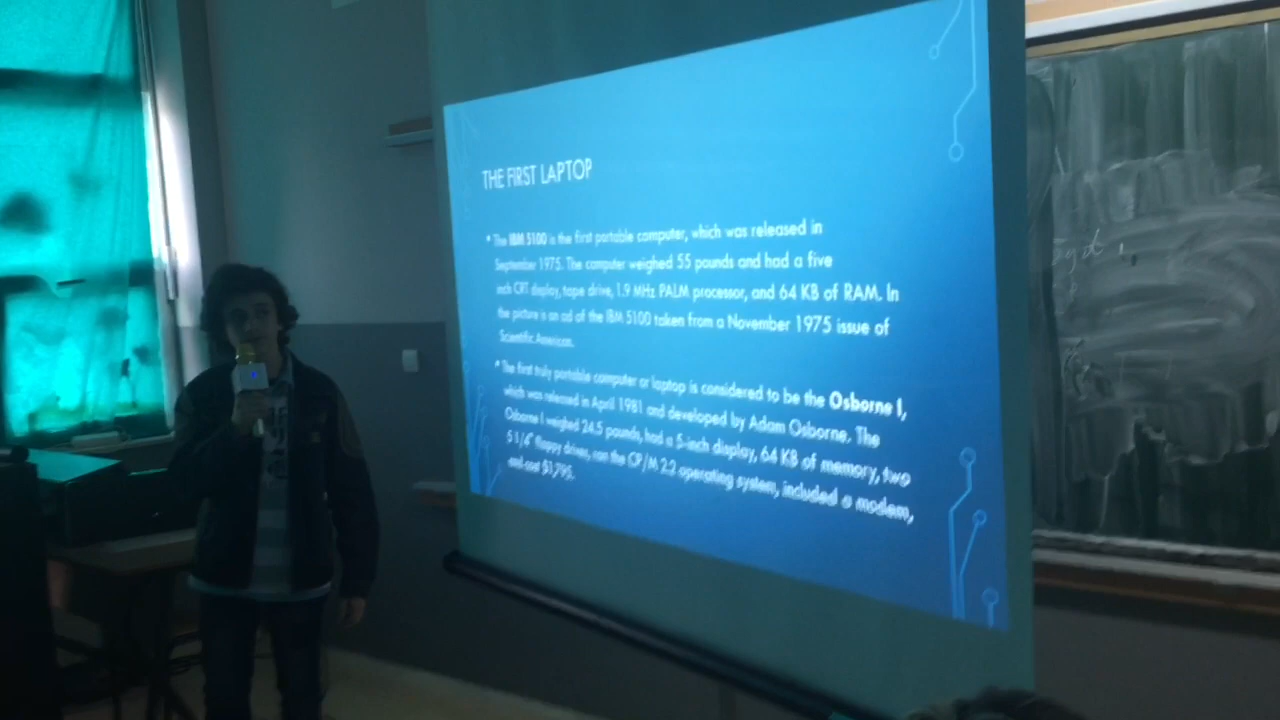 THE FIRST LAPTOP
• The IBM 5100 is the first portable computer, which was released in
September 1975. The computer weighed 55 pounds and had a five
inch CRT display, tape drive, 1.9 MHz PALM processor, and 64 KB of RAM. In
the picture is an ad of the IBM 5100 taken from a November 1975 issue of
Scientific American.
• The first truly portable computer or laptop is considered to be the Osborne I,
which was released in April 1981 and developed by Adam Osborne. The
Osborne I weighed 24.5 pounds, had a 5-inch display, 64 KB of memory, two
5 1/4" floppy drives, ran the CP/M 2.2 operating system, included a modem,
and cost $1,795.